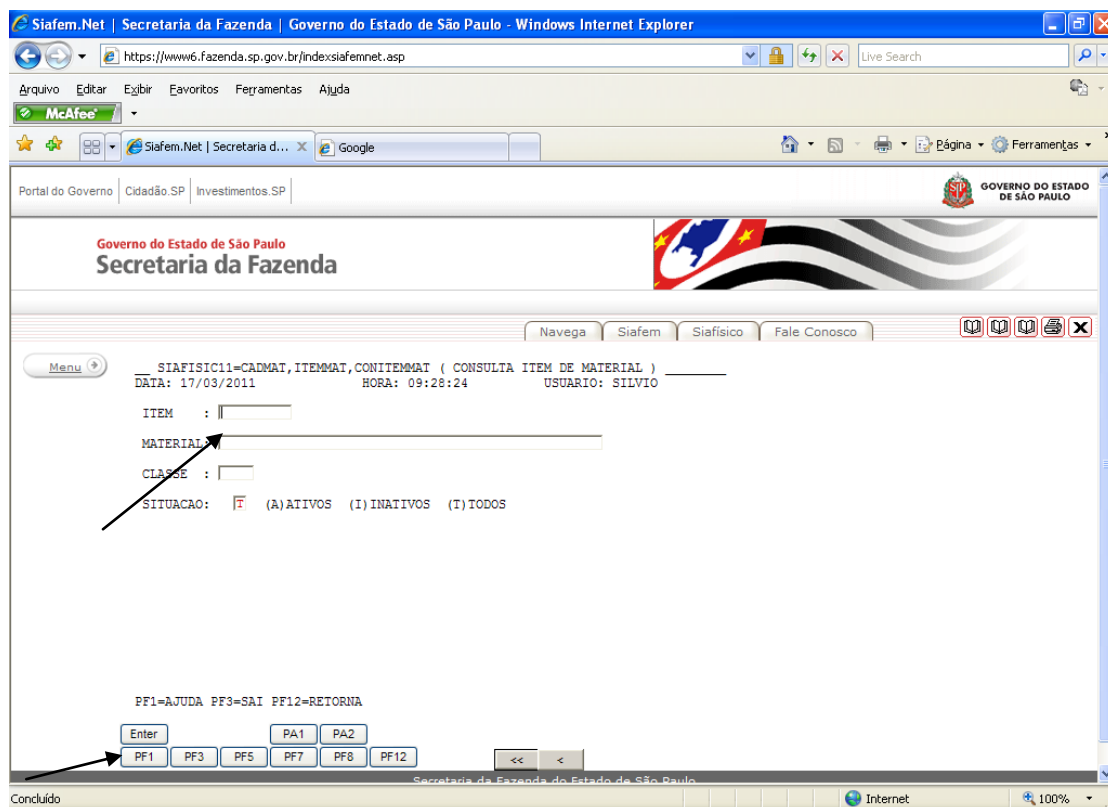 Siafem.Net | Secretaria da Fazenda | Governo do Estado de São Paulo - Windows Internet Explorer
https://www6.fazenda.sp.gov.br/indexsiafemnet.asp
Live Search
Arquivo Editar Exibir Favoritos Ferramentas Ajuda
McAfee
Siafem.Net | Secretaria d... Google Página Ferramentas
Portal do Governo Cidadão.SP Investimentos.SP
GOVERNO DO ESTADO
DE SÃO PAULO
Governo do Estado de São Paulo
Secretaria da Fazenda
Navega Siafem Siafísico Fale Conosco
Menu
__ SIAFISIC11=CADMAT,ITEMMAT,CONITEMMAT ( CONSULTA ITEM DE MATERIAL ) ________
DATA: 17/03/2011 HORA: 09:28:24 USUARIO: SILVIO
ITEM :
MATERIAL:
CLASSE :
SITUACAO: T (A)ATIVOS (I)INATIVOS (T)TODOS
PF1=AJUDA PF3=SAI PF12=RETORNA
Enter PA1 PA2
PF1 PF3 PF5 PF7 PF8 PF12 << <
Secretaria da Fazenda do Estado de São Paulo
Concluído Internet 100%